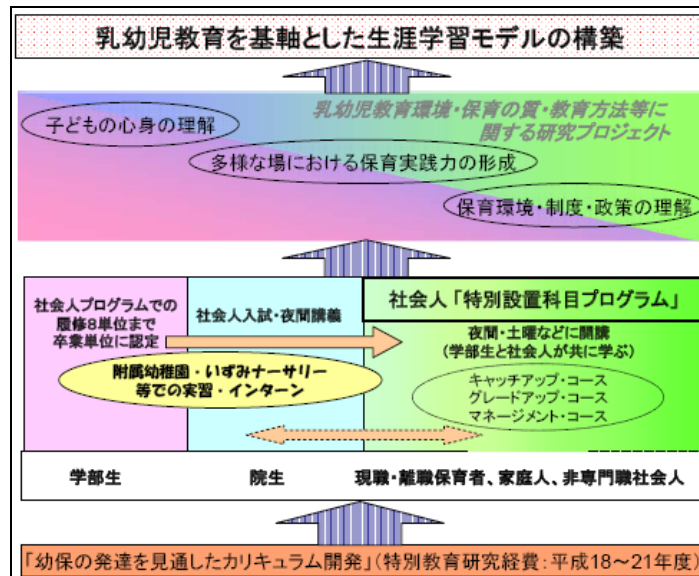 乳幼児教育を基軸とした生涯学習モデルの構築
乳幼児教育環境・保育の質・教育方法等に
関する研究プロジェクト
子どもの心身の理解
多様な場における保育実践力の形成
保育環境・制度・政策の理解
社会人プログラムでの
履修8単位まで
卒業単位に認定
社会人入試・夜間講義
社会人「特別設置科目プログラム」
夜間・土曜などに開講
(学部生と社会人が共に学ぶ)
附属幼稚園・いずみナーサリー
等での実習・インターン
キャッチアップ・コース
グレードアップ・コース
マネージメント・コース
学部生
院生
現職・離職保育者、家庭人、非専門職社会人
「幼保の発達を見通したカリキュラム開発」(特別教育研究経費:平成18～21年度)